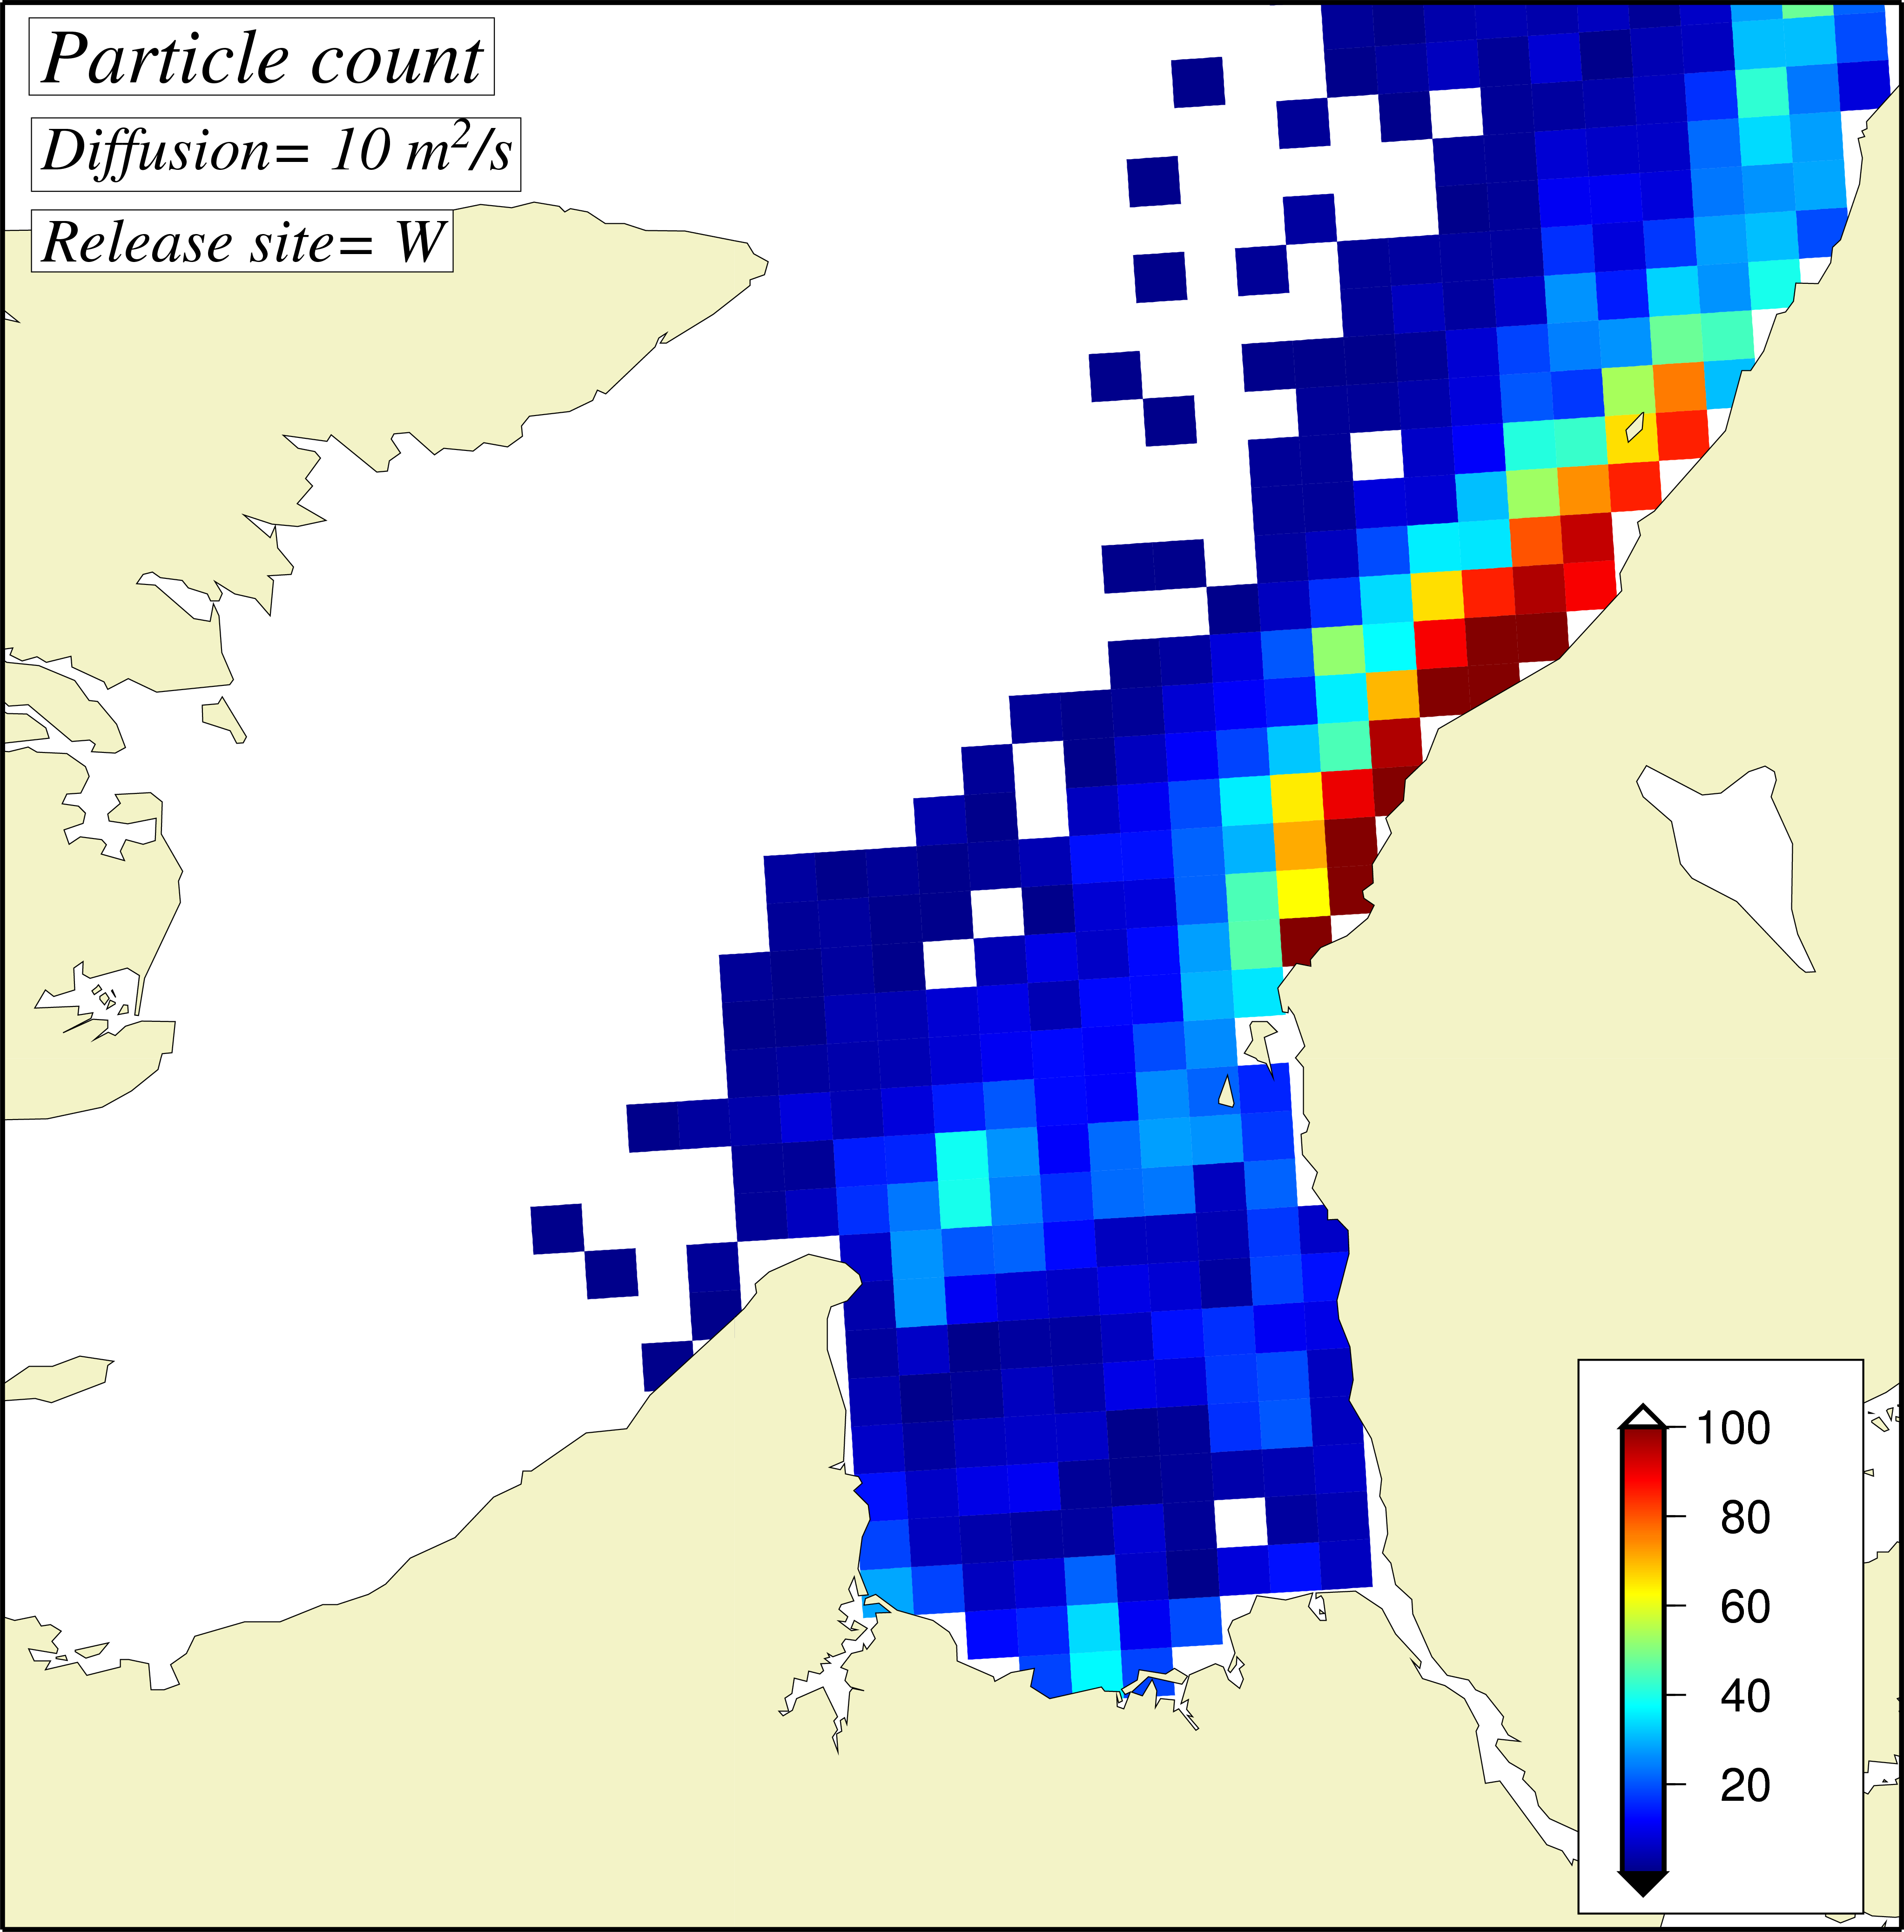 Particle count
Diffusion= 10 m²/s
Release site= W
100
80
60
40
20